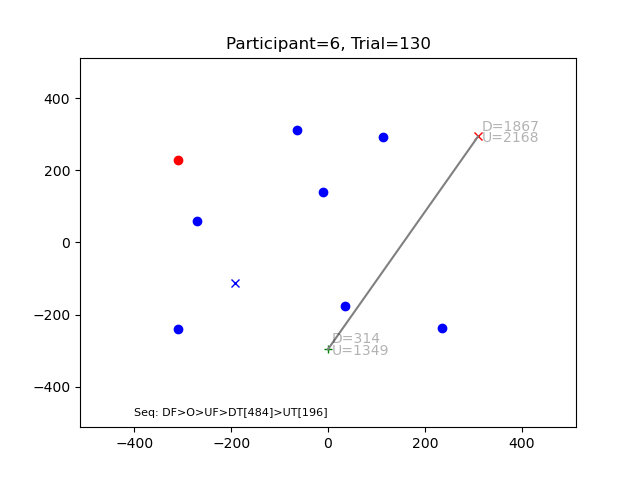 Participant=6, Trial=130
400
200
0
−200
−400
D=1867
U=2168
D=314
U=1349
Seq: DF>O>UF>DT[484]>UT[196]
−400 −200 0 200 400